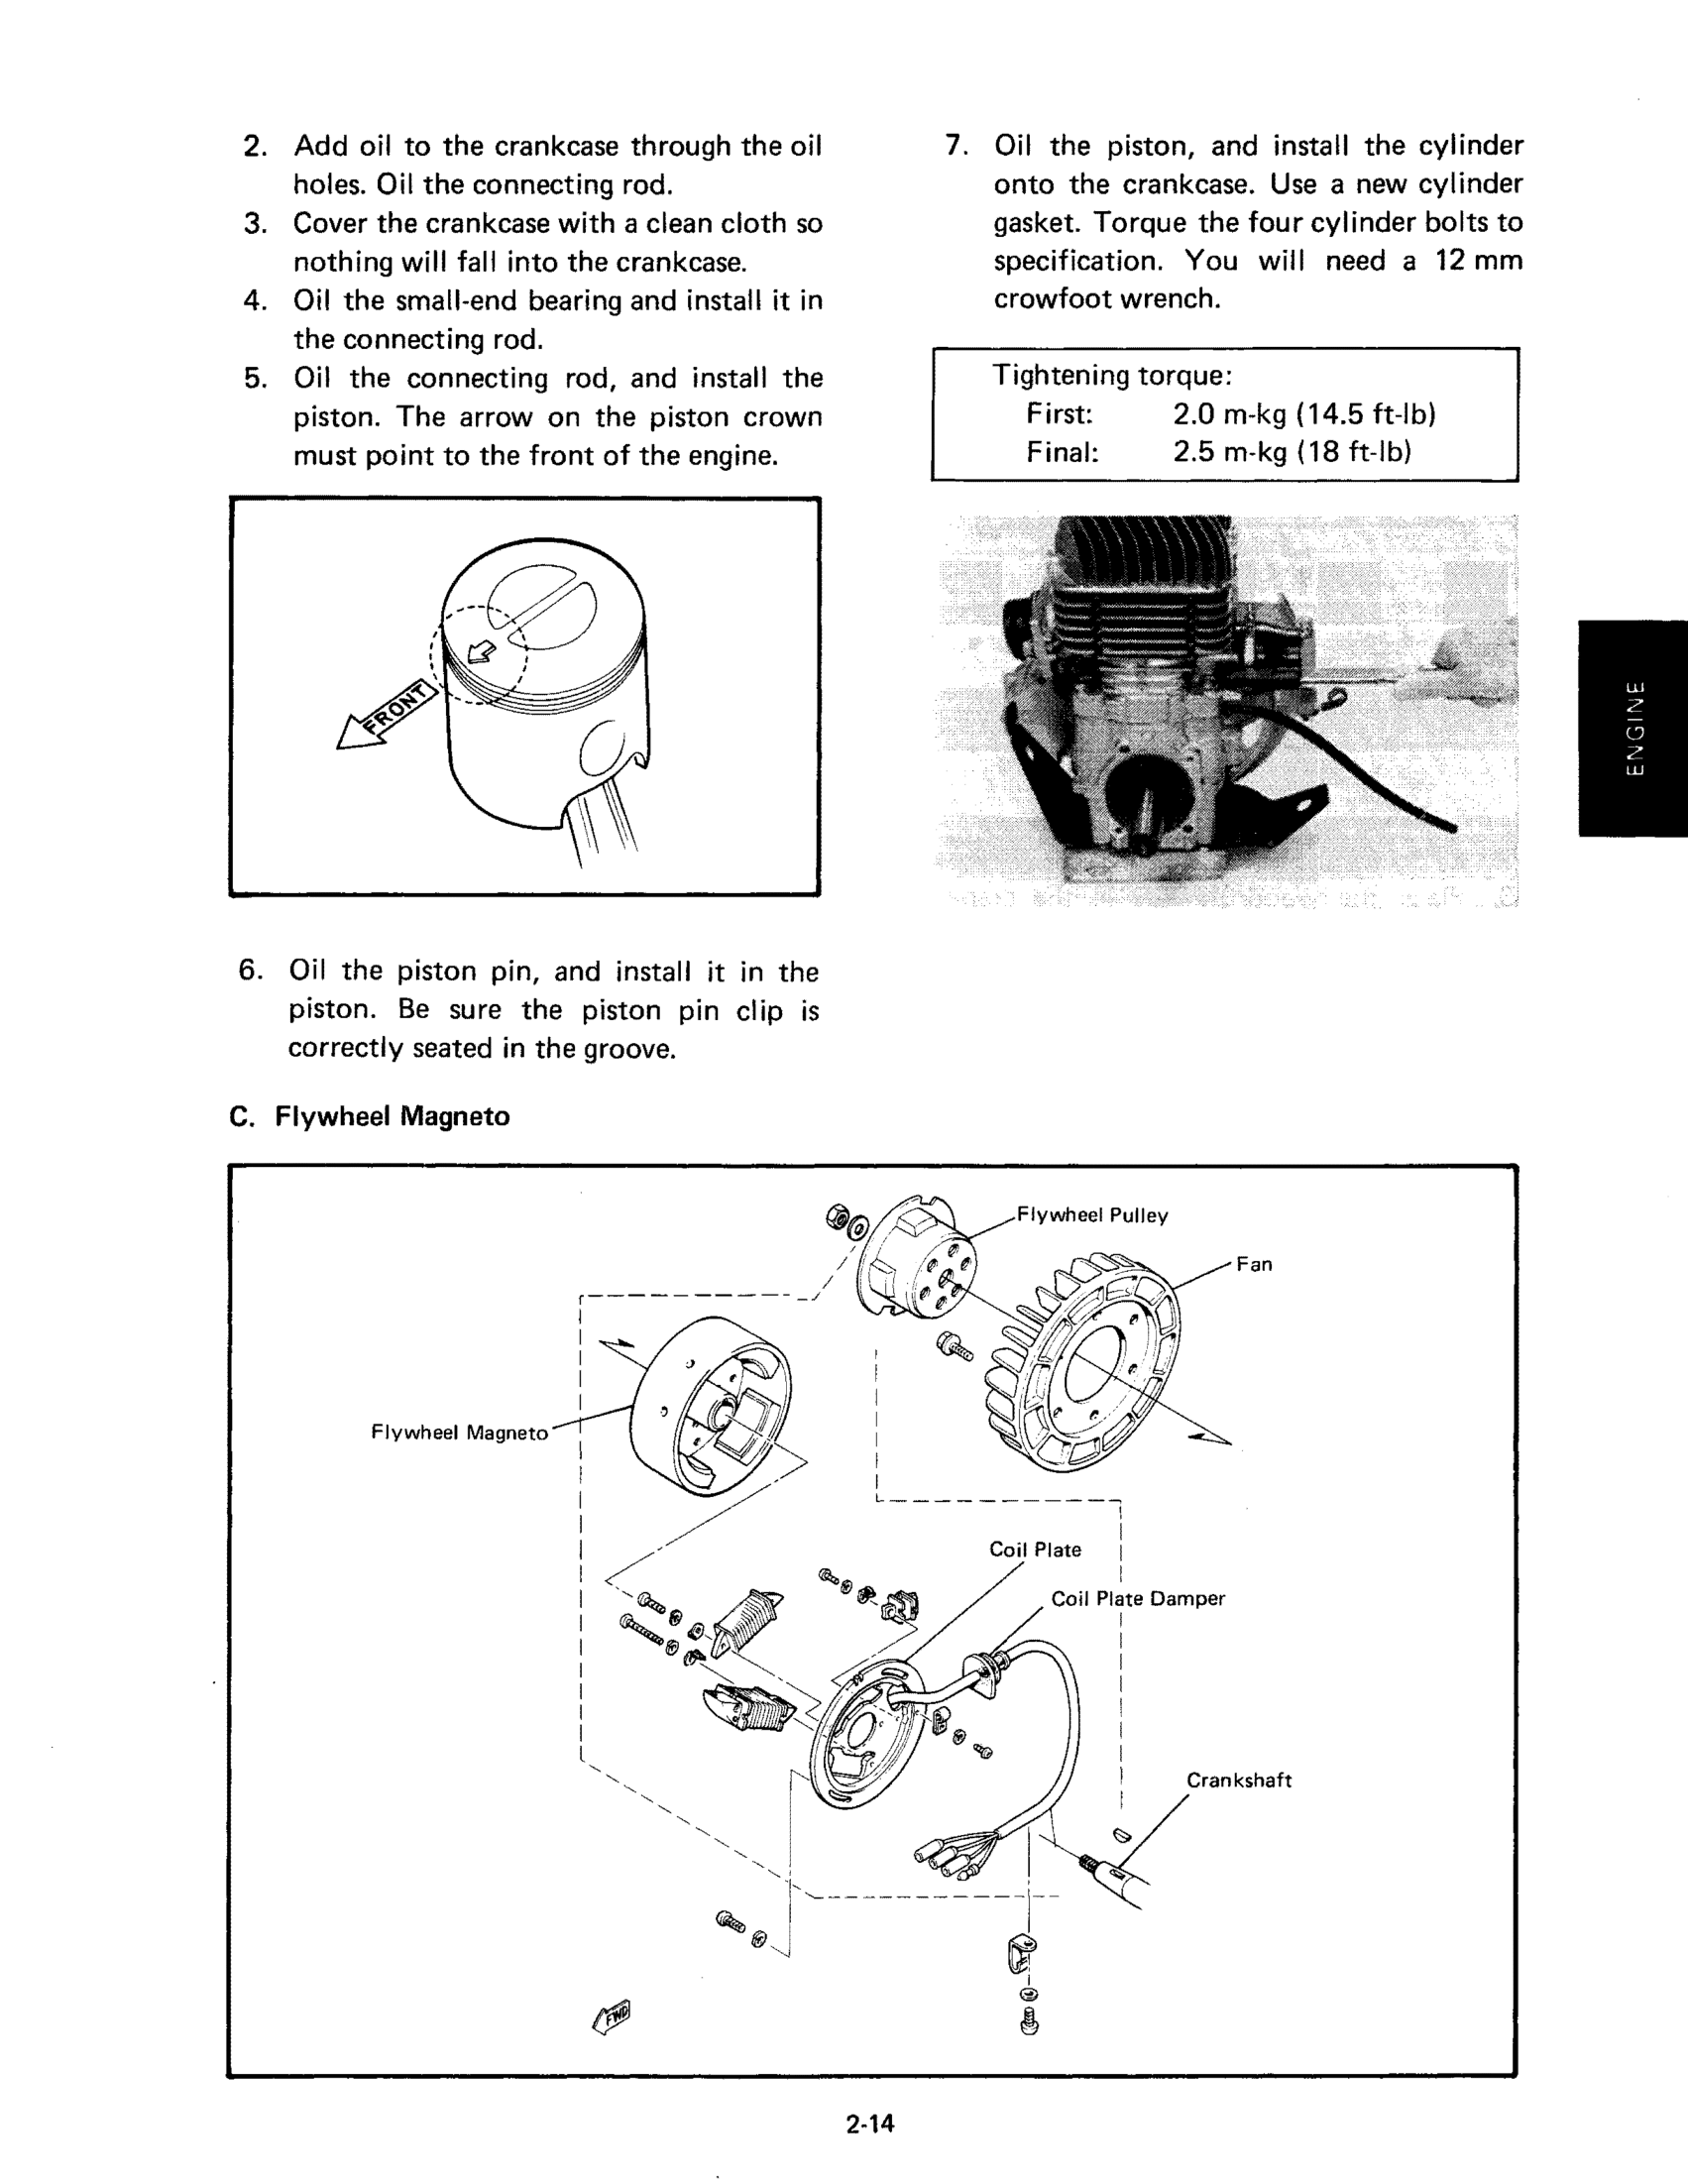 2. Add oil to the crankcase through the oil
holes. Oil the connecting rod.
3. Cover the crankcase with a clean cloth so
nothing will fall into the crankcase.
4. Oil the small-end bearing and install it in
the connecting rod.
5. Oil the connecting rod, and install the
piston. The arrow on the piston crown
must point to the front of the engine.
FRONT
6. Oil the piston pin, and install it in the
piston. Be sure the piston pin clip is
correctly seated in the groove.
7. Oil the piston, and install the cylinder
onto the crankcase. Use a new cylinder
gasket. Torque the four cylinder bolts to
specification. You will need a 12 mm
crowfoot wrench.
Tightening torque:
First: 2.0 m-kg (14.5 ft-lb)
Final: 2.5 m-kg (18 ft-lb)
ENGINE
C. Flywheel Magneto
Flywheel Pulley
Fan
Flywheel Magneto
Coil Plate
Coil Plate Damper
Crankshaft
FWD
2-14